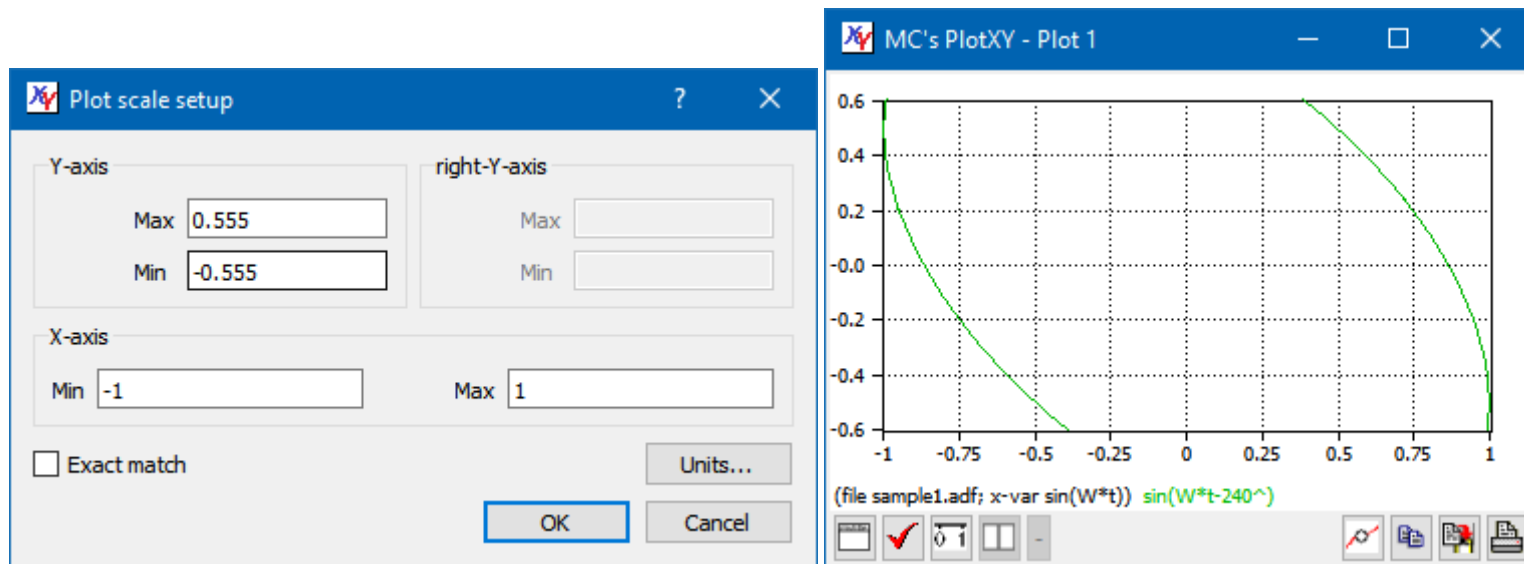 Plot scale setup ?
Y-axis
Max 0.555
Min -0.555
right-Y-axis
Max
Min
X-axis
Min -1 Max 1
Exact match
Units...
OK Cancel
MC's PlotXY - Plot 1
0.6
0.4
0.2
-0.0
-0.2
-0.4
-0.6
-1 -0.75 -0.5 -0.25 0 0.25 0.5 0.75 1
(file sample1.adf; x-var sin(W*t)) sin(W*t-240^)
0 1 -